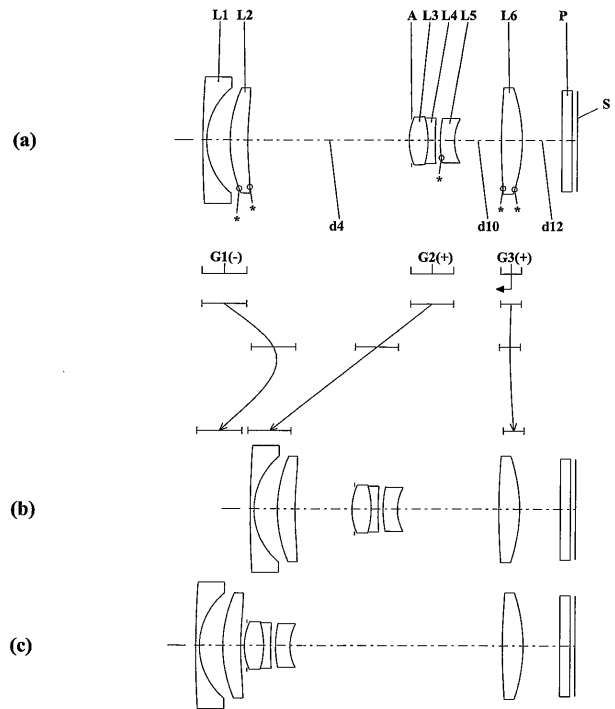 L1 L2 A L3 L4 L5 L6 P
S
(a)
* * * * *
d4 d10 d12
G1(-) G2(+) G3(+)
(b)
(c)